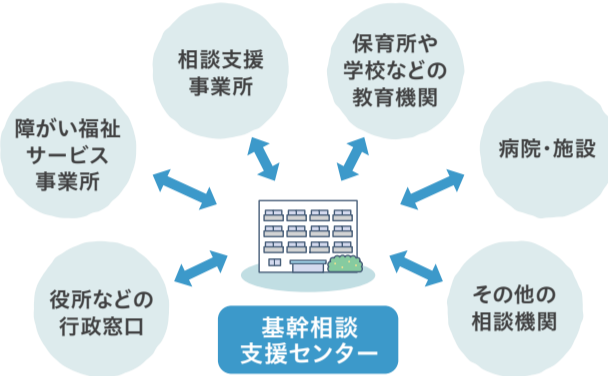 相談支援
事業所
保育所や
学校などの
教育機関
障がい福祉
サービス
事業所
病院・施設
役所などの
行政窓口
その他の
相談機関
基幹相談
支援センター